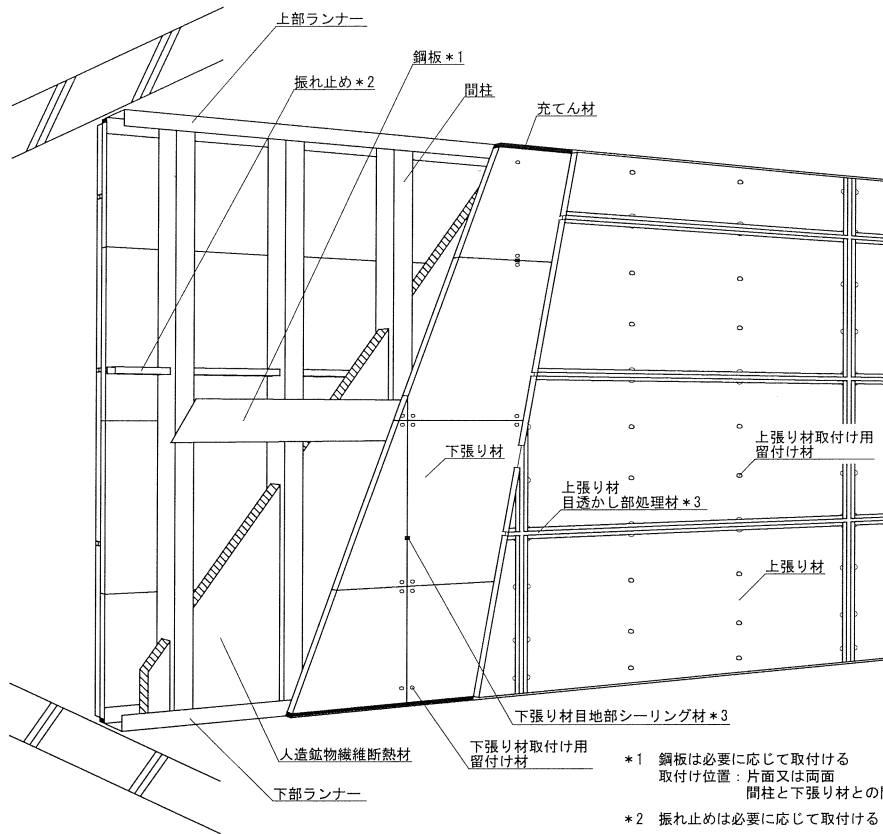 上部ランナー
鋼板*1
振れ止め*2
間柱
充てん材
下張り材
上張り材取付け用
留付け材
上張り材
目透かし部処理材*3
上張り材
下張り材目地部シーリング材*3
人造鉱物繊維断熱材
下張り材取付け用
留付け材
下部ランナー
*1 鋼板は必要に応じて取付ける
取付け位置：片面又は両面
間柱と下張り材との
*2 振れ止めは必要に応じて取付ける